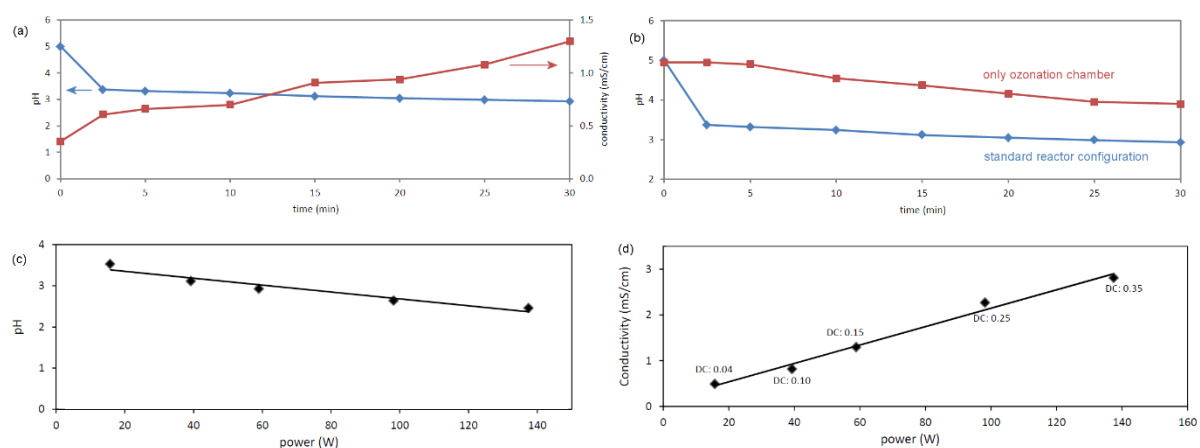 (a)
6
5
4
3
2
1
0
pH
1.5
1.0
0.5
0.0
conductivity (mS/cm)
0 5 10 15 20 25 30
time (min)
(b)
6
5
4
3
2
pH
only ozonation chamber
standard reactor configuration
0 5 10 15 20 25 30
time (min)
(c)
4
3
2
1
0
pH
0 20 40 60 80 100 120 140
power (W)
(d)
3
2
1
0
Conductivity (mS/cm)
DC: 0.04
DC: 0.10
DC: 0.15
DC: 0.25
DC: 0.35
0 20 40 60 80 100 120 140 160
power (W)